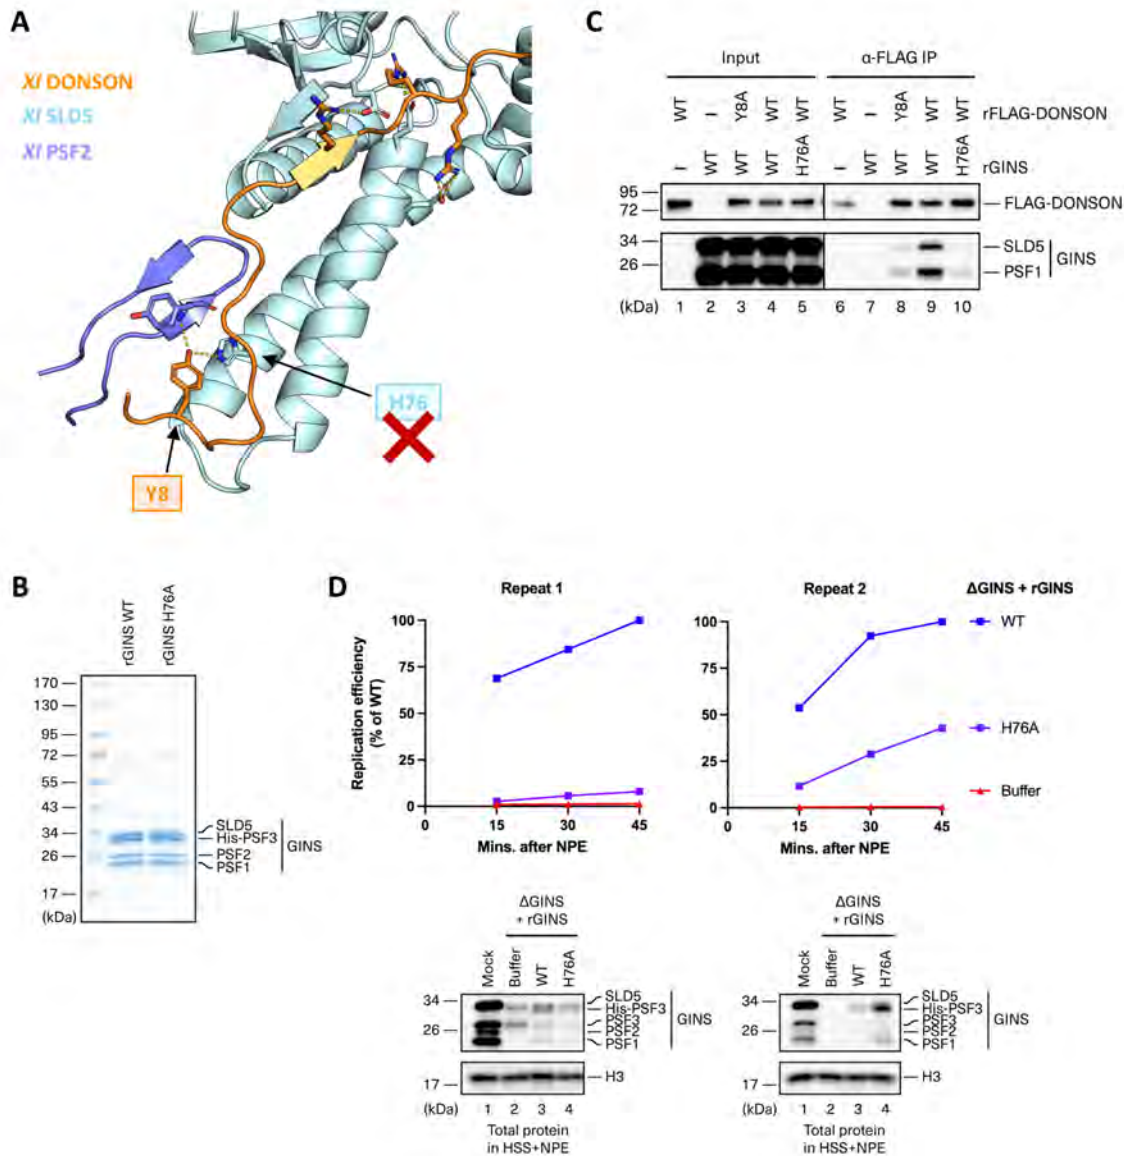 A
Xl DONSON
Xl SLD5
Xl PSF2
H76
Y8
C
Input
α-FLAG IP
WT – Y8A WT WT WT – Y8A WT WT rFLAG-DONSON
– WT WT WT H76A – WT WT WT H76A rGINS
95
72
FLAG-DONSON
34
26
SLD5
PSF1
GINS
(kDa) 1 2 3 4 5 6 7 8 9 10
B
rGINS WT
rGINS H76A
170
130
95
72
55
43
34
26
17
(kDa)
SLD5
His-PSF3
PSF2
PSF1
GINS
D
Repeat 1
Repeat 2
ΔGINS + rGINS
WT
H76A
Buffer
Replication efficiency
(% of WT)
100
75
50
25
0
0 15 30 45
Mins. after NPE
100
75
50
25
0
0 15 30 45
Mins. after NPE
ΔGINS
+ rGINS
Mock Buffer WT H76A
34
26
17
SLD5
His-PSF3
PSF3
PSF2
PSF1
GINS
H3
(kDa) 1 2 3 4
Total protein
in HSS+NPE
ΔGINS
+ rGINS
Mock Buffer WT H76A
34
26
17
SLD5
His-PSF3
PSF3
PSF2
PSF1
GINS
H3
(kDa) 1 2 3 4
Total protein
in HSS+NPE